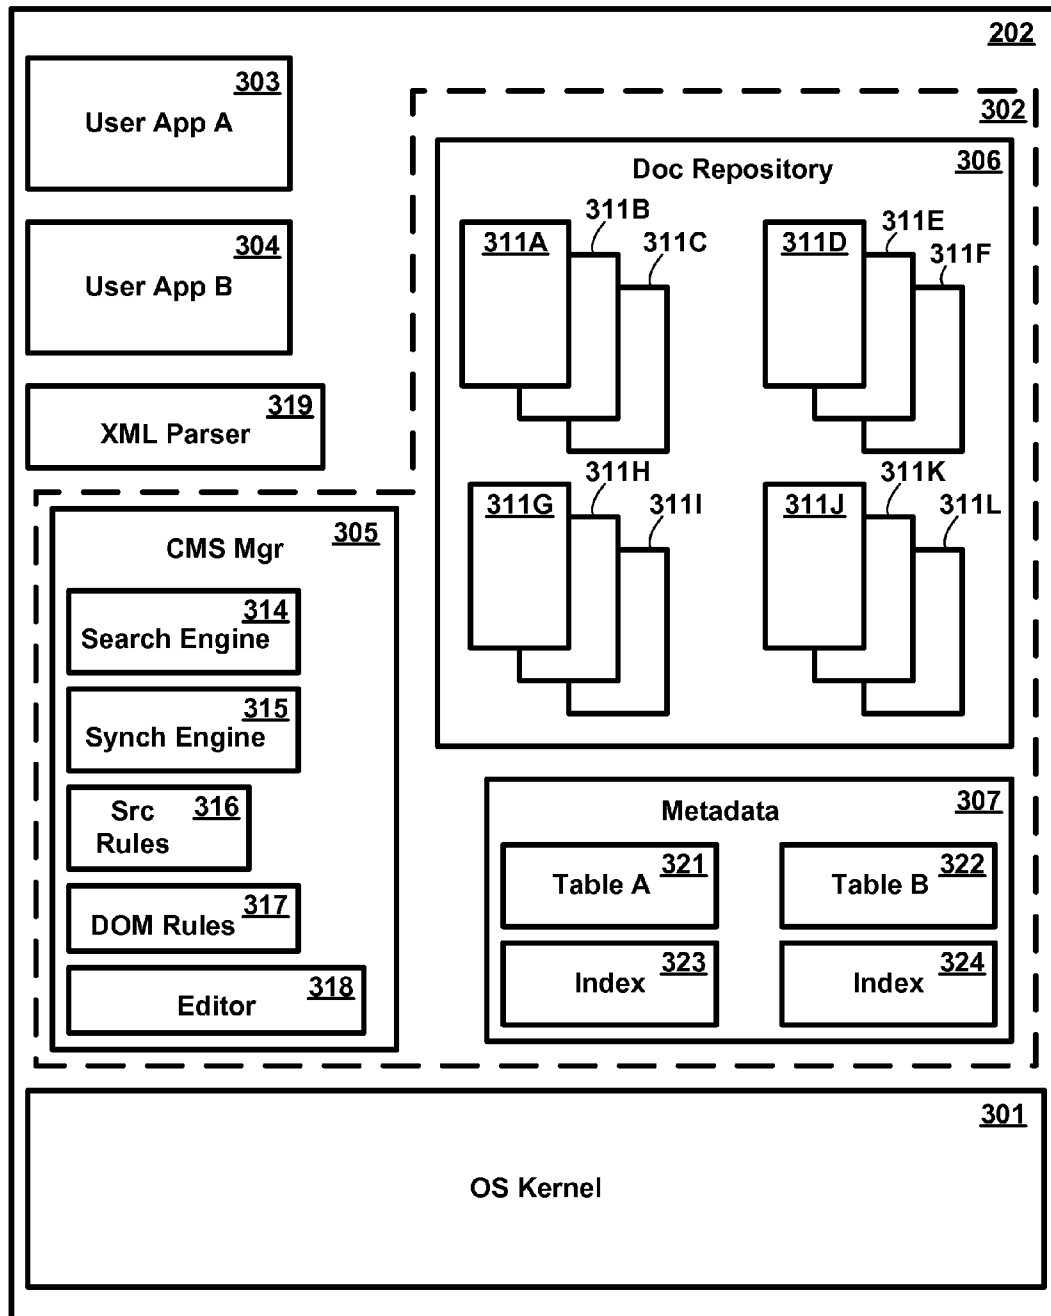 202
303
User App A
304
User App B
319
XML Parser
302
306
Doc Repository
311A
311B
311C
311D
311E
311F
311G
311H
311I
311J
311K
311L
305
CMS Mgr
314
Search Engine
315
Synch Engine
316
Src
Rules
317
DOM Rules
318
Editor
307
Metadada
321
Table A
322
Table B
323
Index
324
Index
301
OS Kernel